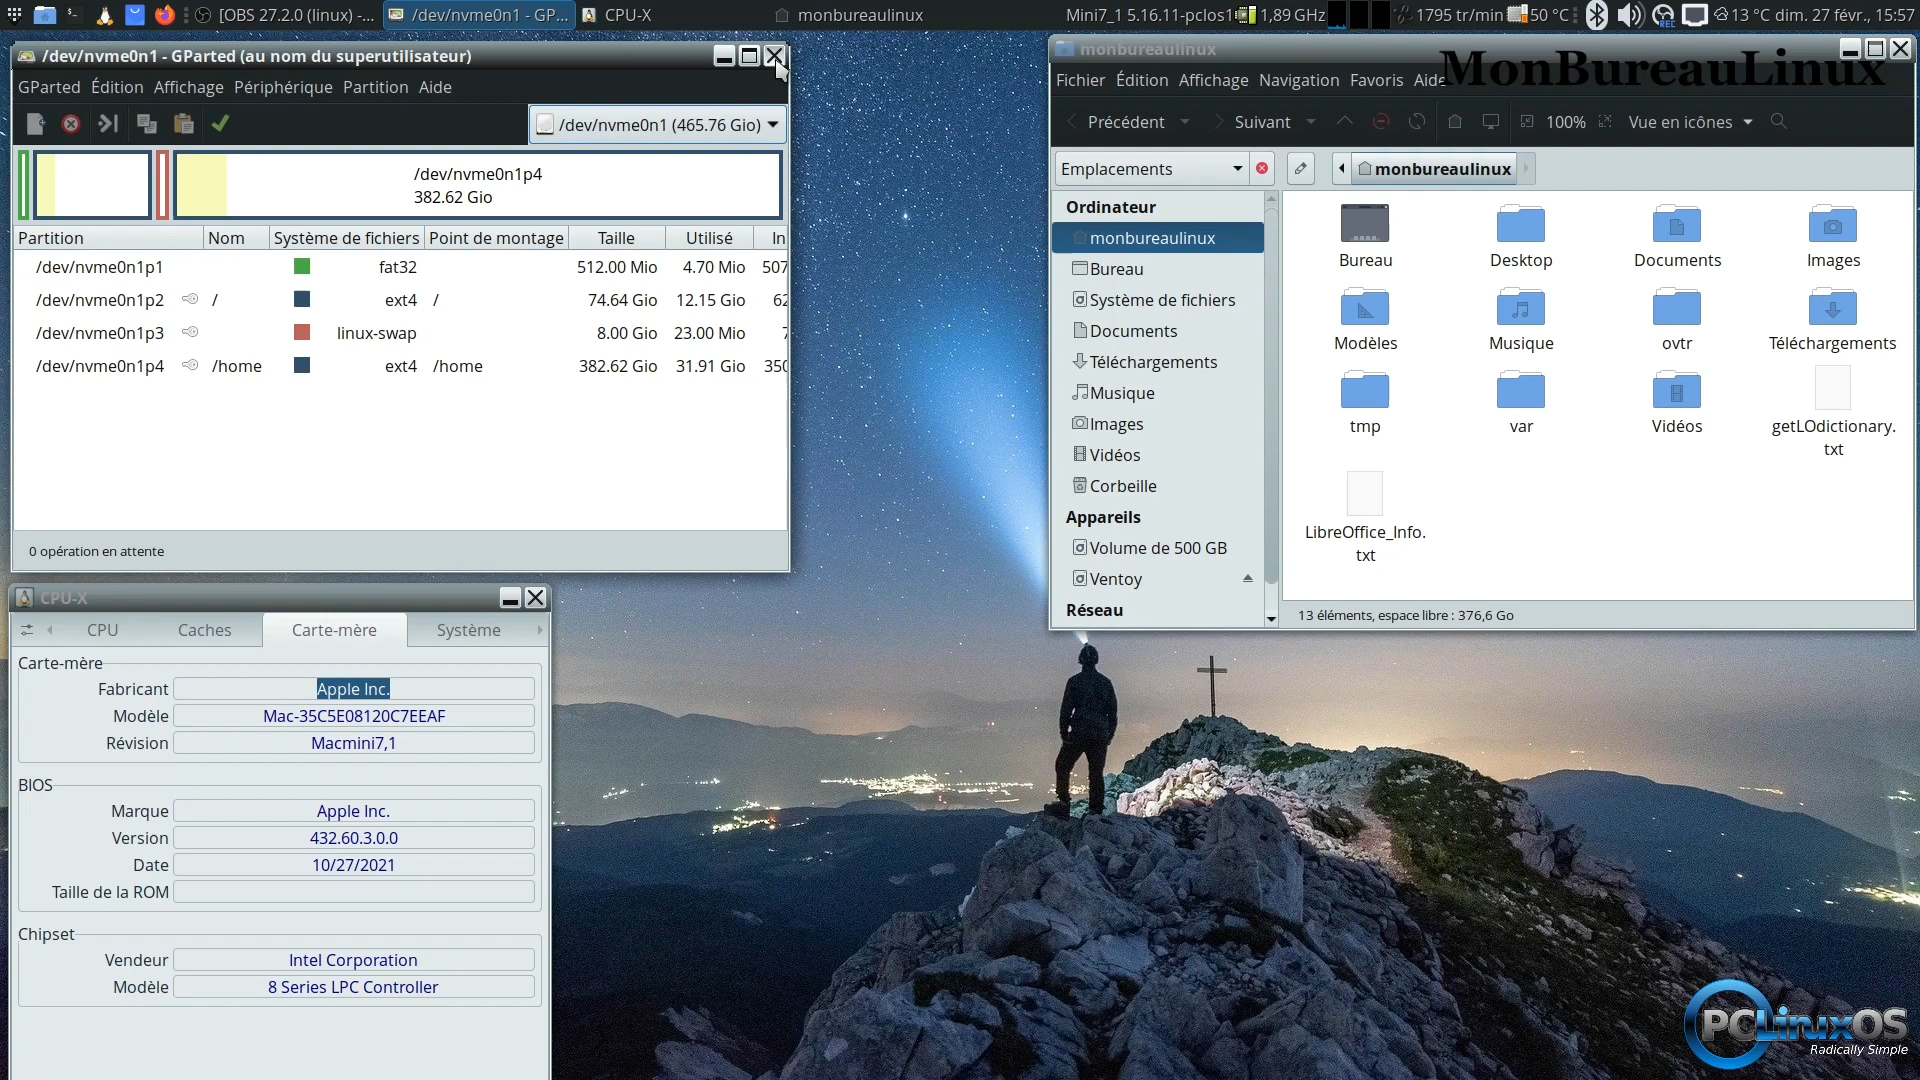 [OBS 27.2.0 (linux) -...
/dev/nvme0n1 - GP...
CPU-X
monbureaulinux
Mini7_1 5.16.11-pclos1
1,89 GHz
1795 tr/min
50 °C
REC
13 °C dim. 27 févr., 15:57
/dev/nvme0n1 - GParted (au nom du superutilisateur)
GParted Édition Affichage Périphérique Partition Aide
/dev/nvme0n1 (465.76 Gio)
/dev/nvme0n1p4
382.62 Gio
Partition Nom Système de fichiers Point de montage Taille Utilisé In
/dev/nvme0n1p1 fat32 512.00 Mio 4.70 Mio 507
/dev/nvme0n1p2 / ext4 / 74.64 Gio 12.15 Gio 62
/dev/nvme0n1p3 linux-swap 8.00 Gio 23.00 Mio 7
/dev/nvme0n1p4 /home ext4 /home 382.62 Gio 31.91 Gio 350
0 opération en attente
monbureaulinux
MonBureauLinux
Fichier Édition Affichage Navigation Favoris Aide
Précédent Suivant 100% Vue en icônes
Emplacements
monbureaulinux
Ordinateur
monbureaulinux
Bureau
Système de fichiers
Documents
Téléchargements
Musique
Images
Vidéos
Corbeille
Appareils
Volume de 500 GB
Ventoy
Réseau
Bureau Desktop Documents Images
Modèles Musique ovtr Téléchargements
tmp var Vidéos getLOdictionary.
txt
LibreOffice_Info.
txt
13 éléments, espace libre : 376,6 Go
CPU-X
CPU Caches Carte-mère Système
Carte-mère
Fabricant Apple Inc.
Modèle Mac-35C5E08120C7EEAF
Révision Macmini7,1
BIOS
Marque Apple Inc.
Version 432.60.3.0.0
Date 10/27/2021
Taille de la ROM
Chipset
Vendeur Intel Corporation
Modèle 8 Series LPC Controller
PCLinuxOS
Radically Simple